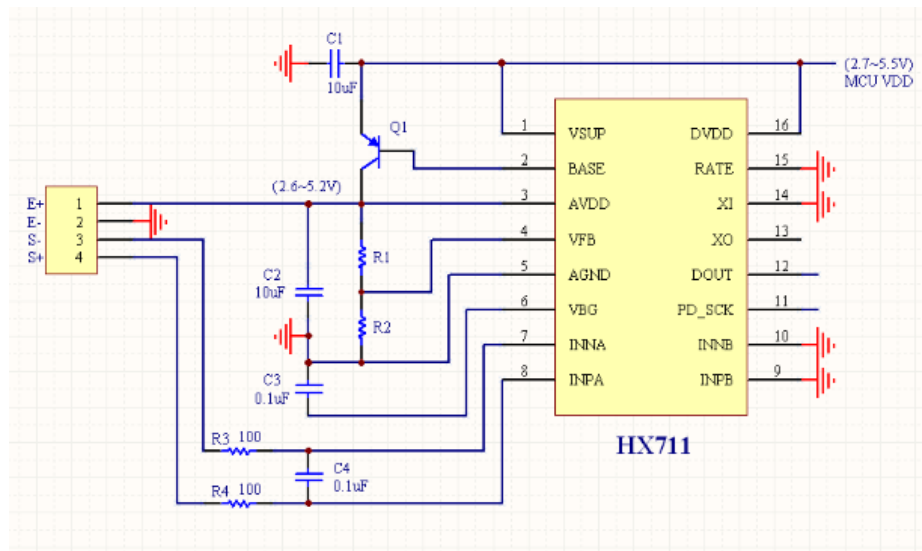 C1
10uF
(2.7~5.5V)
MCU VDD
Q1
1 VSUP DVDD 16
2 BASE RATE 15
(2.6~5.2V)
E+ 1
3 AVDD XI 14
E- 2
S- 3
4 VFB XO 13
S+ 4
R1
C2
10uF
5 AGND DOUT 12
6 VBG PD_SCK 11
R2
7 INNA INNB 10
C3
0.1uF
8 INPA INPB 9
R3 100
HX711
C4
0.1uF
R4 100